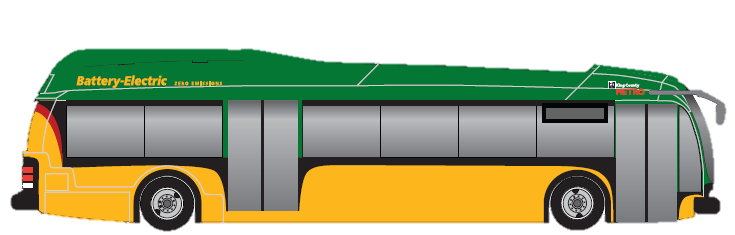 Battery-Electric ZERO EMISSIONS
King County
METRO